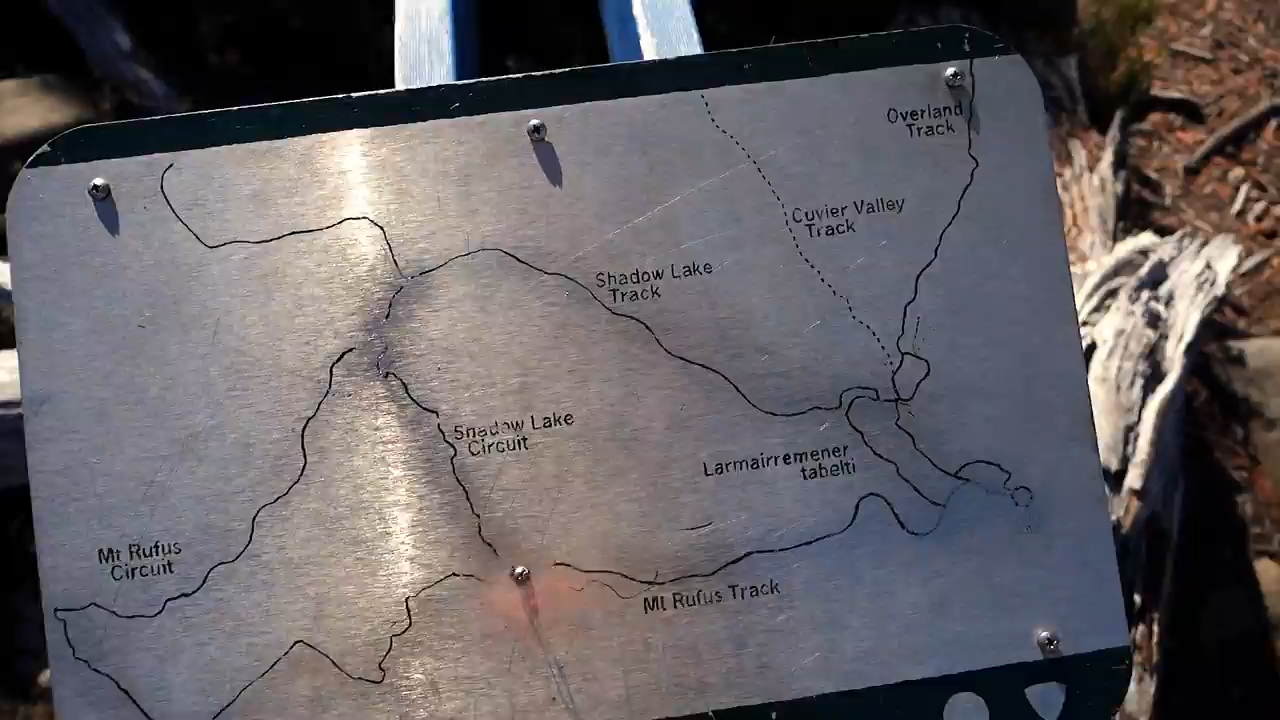 Overland
Track
Cuvier Valley
Track
Shadow Lake
Track
Shadow Lake
Circuit
Larmairremener
tabelti
Mt Rufus
Circuit
Mt Rufus Track